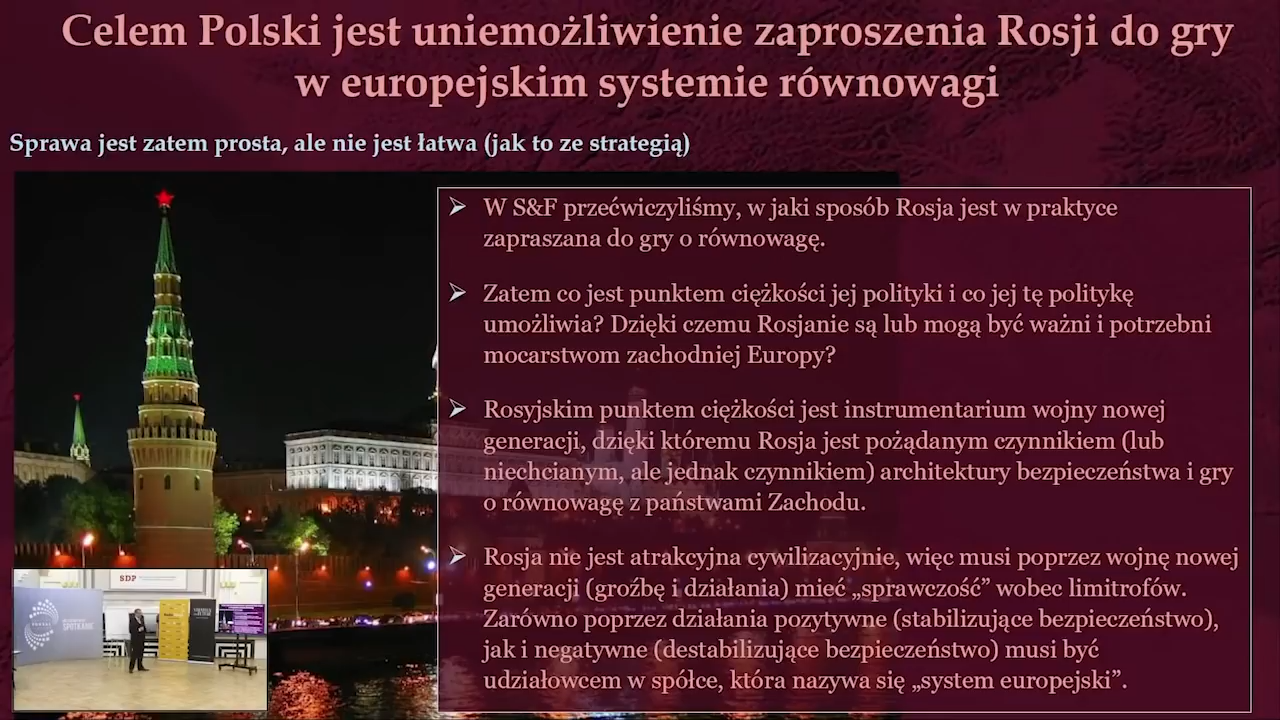 Celem Polski jest uniemożliwienie zaproszenia Rosji do gry
w europejskim systemie równowagi
Sprawa jest zatem prosta, ale nie jest łatwa (jak to ze strategią)
W S&F przećwiczyliśmy, w jaki sposób Rosja jest w praktyce
zapraszana do gry o równowagę.
Zatem co jest punktem ciężkości jej polityki i co jej tę politykę
umożliwia? Dzięki czemu Rosjanie są lub mogą być ważni i potrzebni
mocarstwom zachodniej Europy?
Rosyjskim punktem ciężkości jest instrumentarium wojny nowej
generacji, dzięki któremu Rosja jest pożądanym czynnikiem (lub
niechcianym, ale jednak czynnikiem) architektury bezpieczeństwa i gry
o równowagę z państwami Zachodu.
Rosja nie jest atrakcyjna cywilizacyjnie, więc musi poprzez wojnę nowej
generacji (groźbę i działania) mieć „sprawczość” wobec limitrofów.
Zarówno poprzez działania pozytywne (stabilizujące bezpieczeństwo),
jak i negatywne (destabilizujące bezpieczeństwo) musi być
udziałowcem w spółce, która nazywa się „system europejski”.
SDP
SPOTKANIE